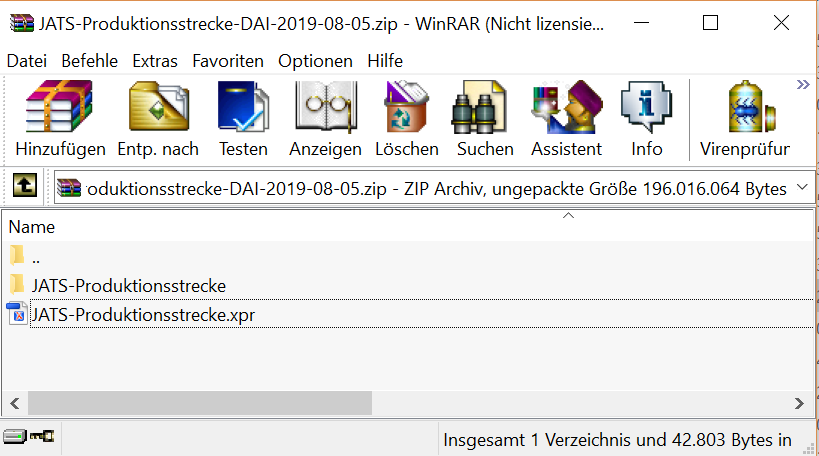 JATS-Produktionsstrecke-DAI-2019-08-05.zip - WinRAR (Nicht lizensie...
Datei Befehle Extras Favoriten Optionen Hilfe
Hinzufügen Entp. nach Testen Anzeigen Löschen Suchen Assistent Info Virenprüfur
oduktionsstrecke-DAI-2019-08-05.zip - ZIP Archiv, ungepackte Größe 196.016.064 Bytes
Name
..
JATS-Produktionsstrecke
JATS-Produktionsstrecke.xpr
Insgesamt 1 Verzeichnis und 42.803 Bytes in